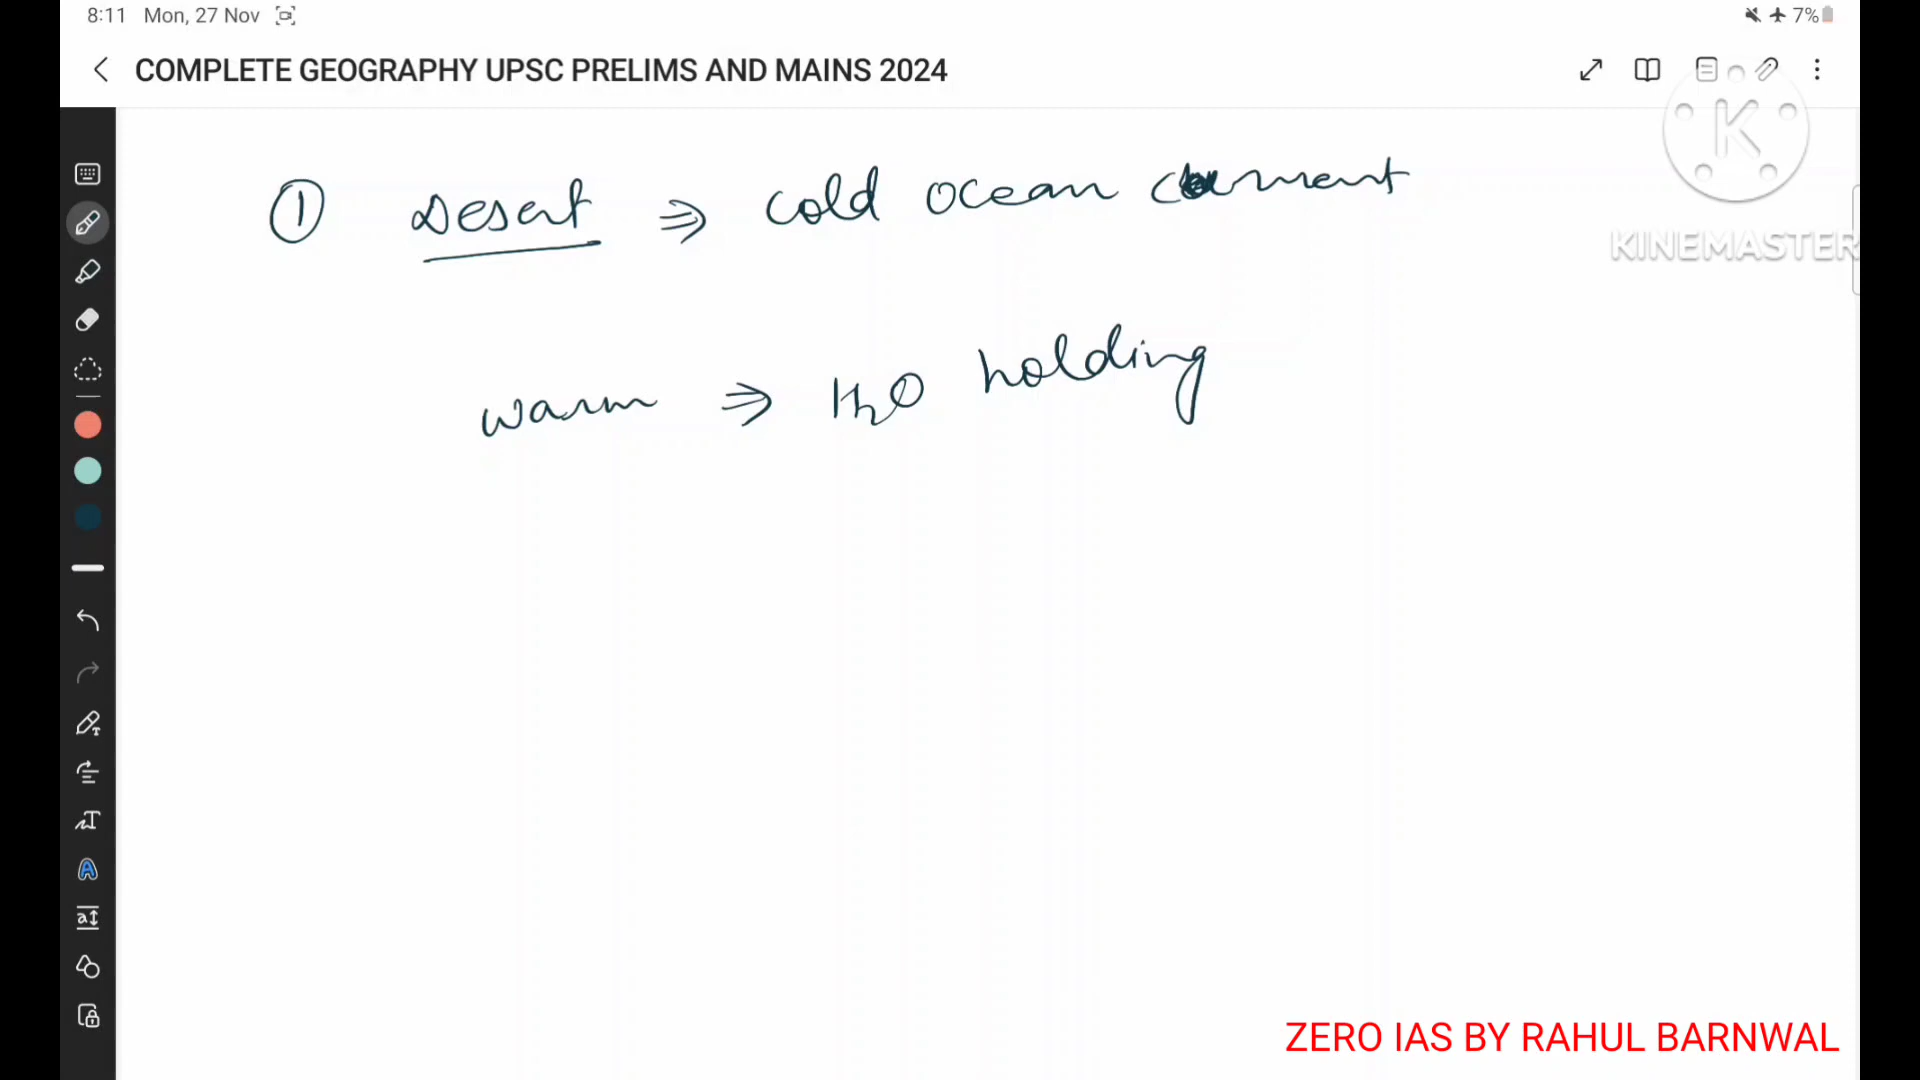 8:11 Mon, 27 Nov 7%
COMPLETE GEOGRAPHY UPSC PRELIMS AND MAINS 2024
K
KINEMASTER
① Desert ⇒ cold ocean current
warm ⇒ H2O holding
ZERO IAS BY RAHUL BARNWAL